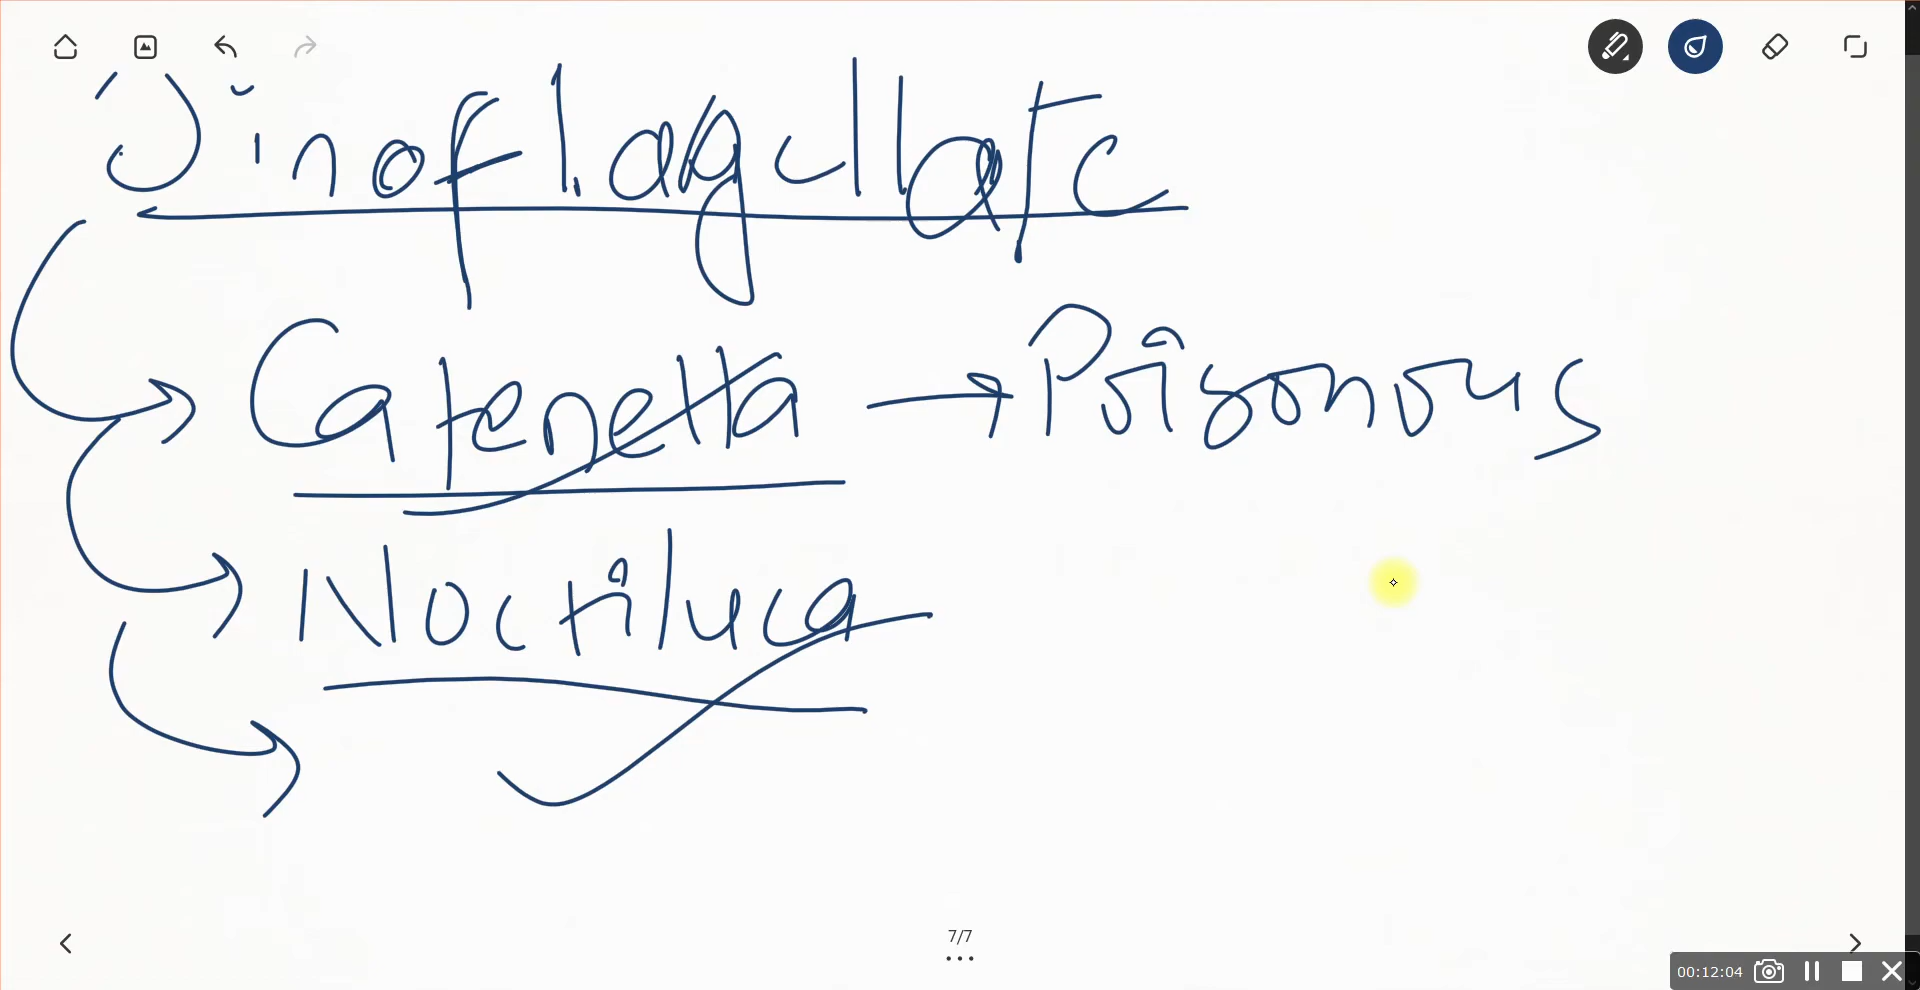 Dinoflagellate
Catenella → Poisonous
Noctiluca
7/7
00:12:04